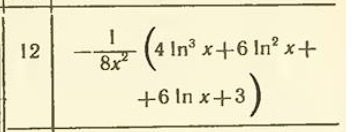 12 −1/8x² (4 ln³ x+6 ln² x+
+6 ln x+3)